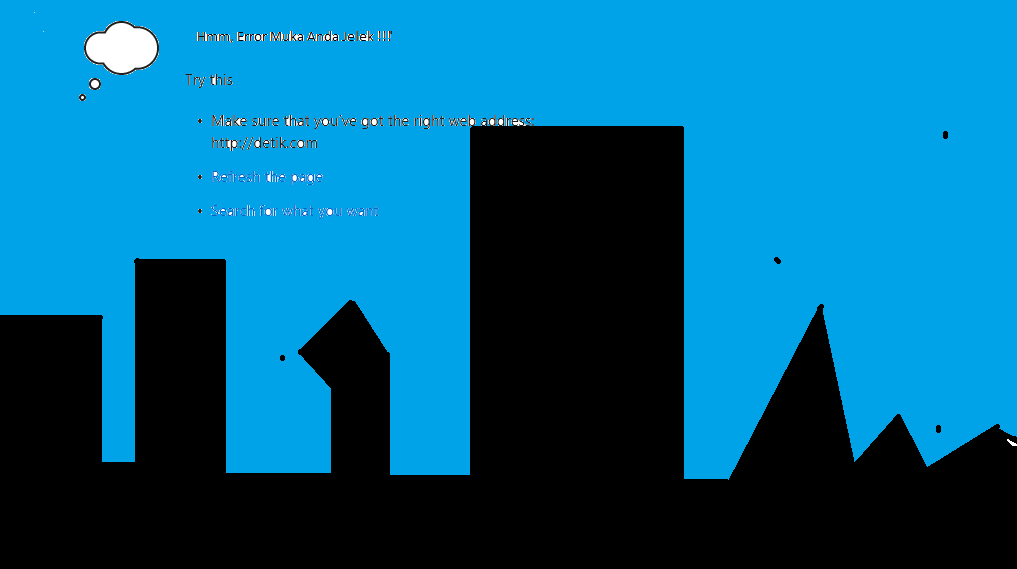 Hmm, Error Muka Anda Jelek !!!'
Try this
• Make sure that you've got the right web address:
http://detik.com
• Refresh the page
• Search for what you want